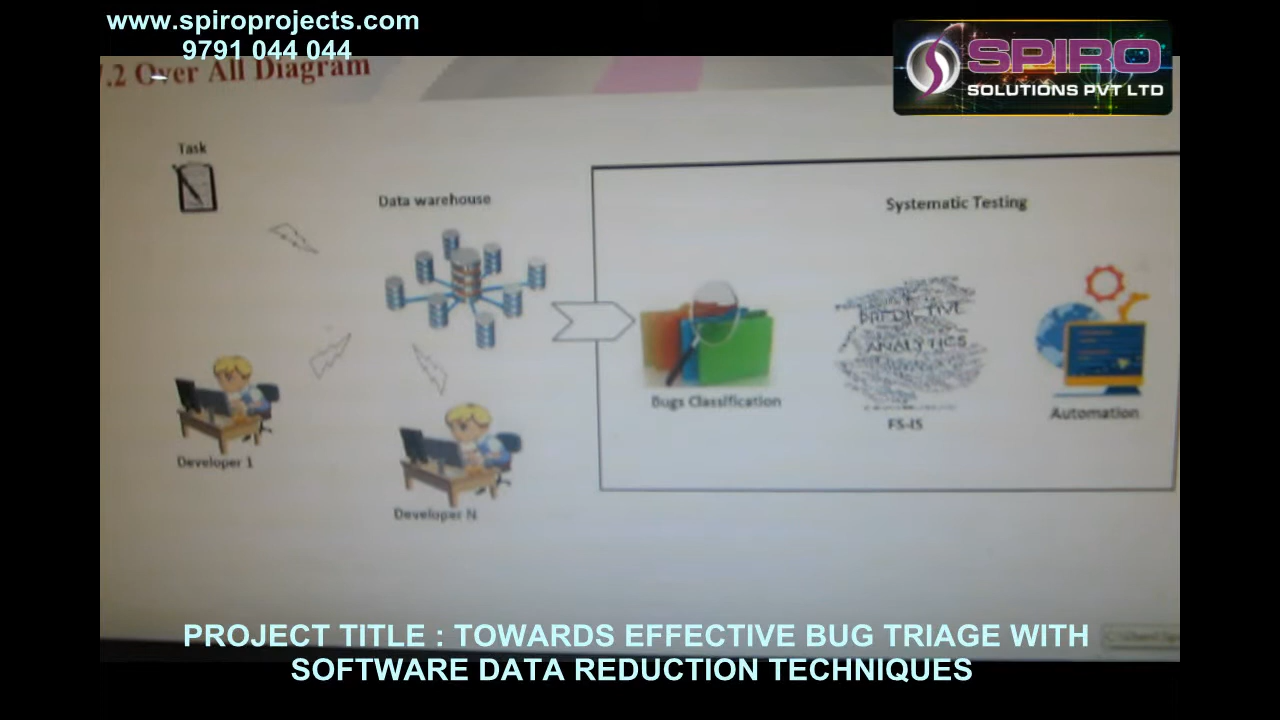 www.spiroprojects.com
9791 044 044
SPIRO
SOLUTIONS PVT LTD
.2 Over All Diagram
Task
Data warehouse
Systematic Testing
PREDICTIVE
ANALYTICS
Bugs Classification
FS-IS
Automation
Developer 1
Developer N
PROJECT TITLE : TOWARDS EFFECTIVE BUG TRIAGE WITH
SOFTWARE DATA REDUCTION TECHNIQUES